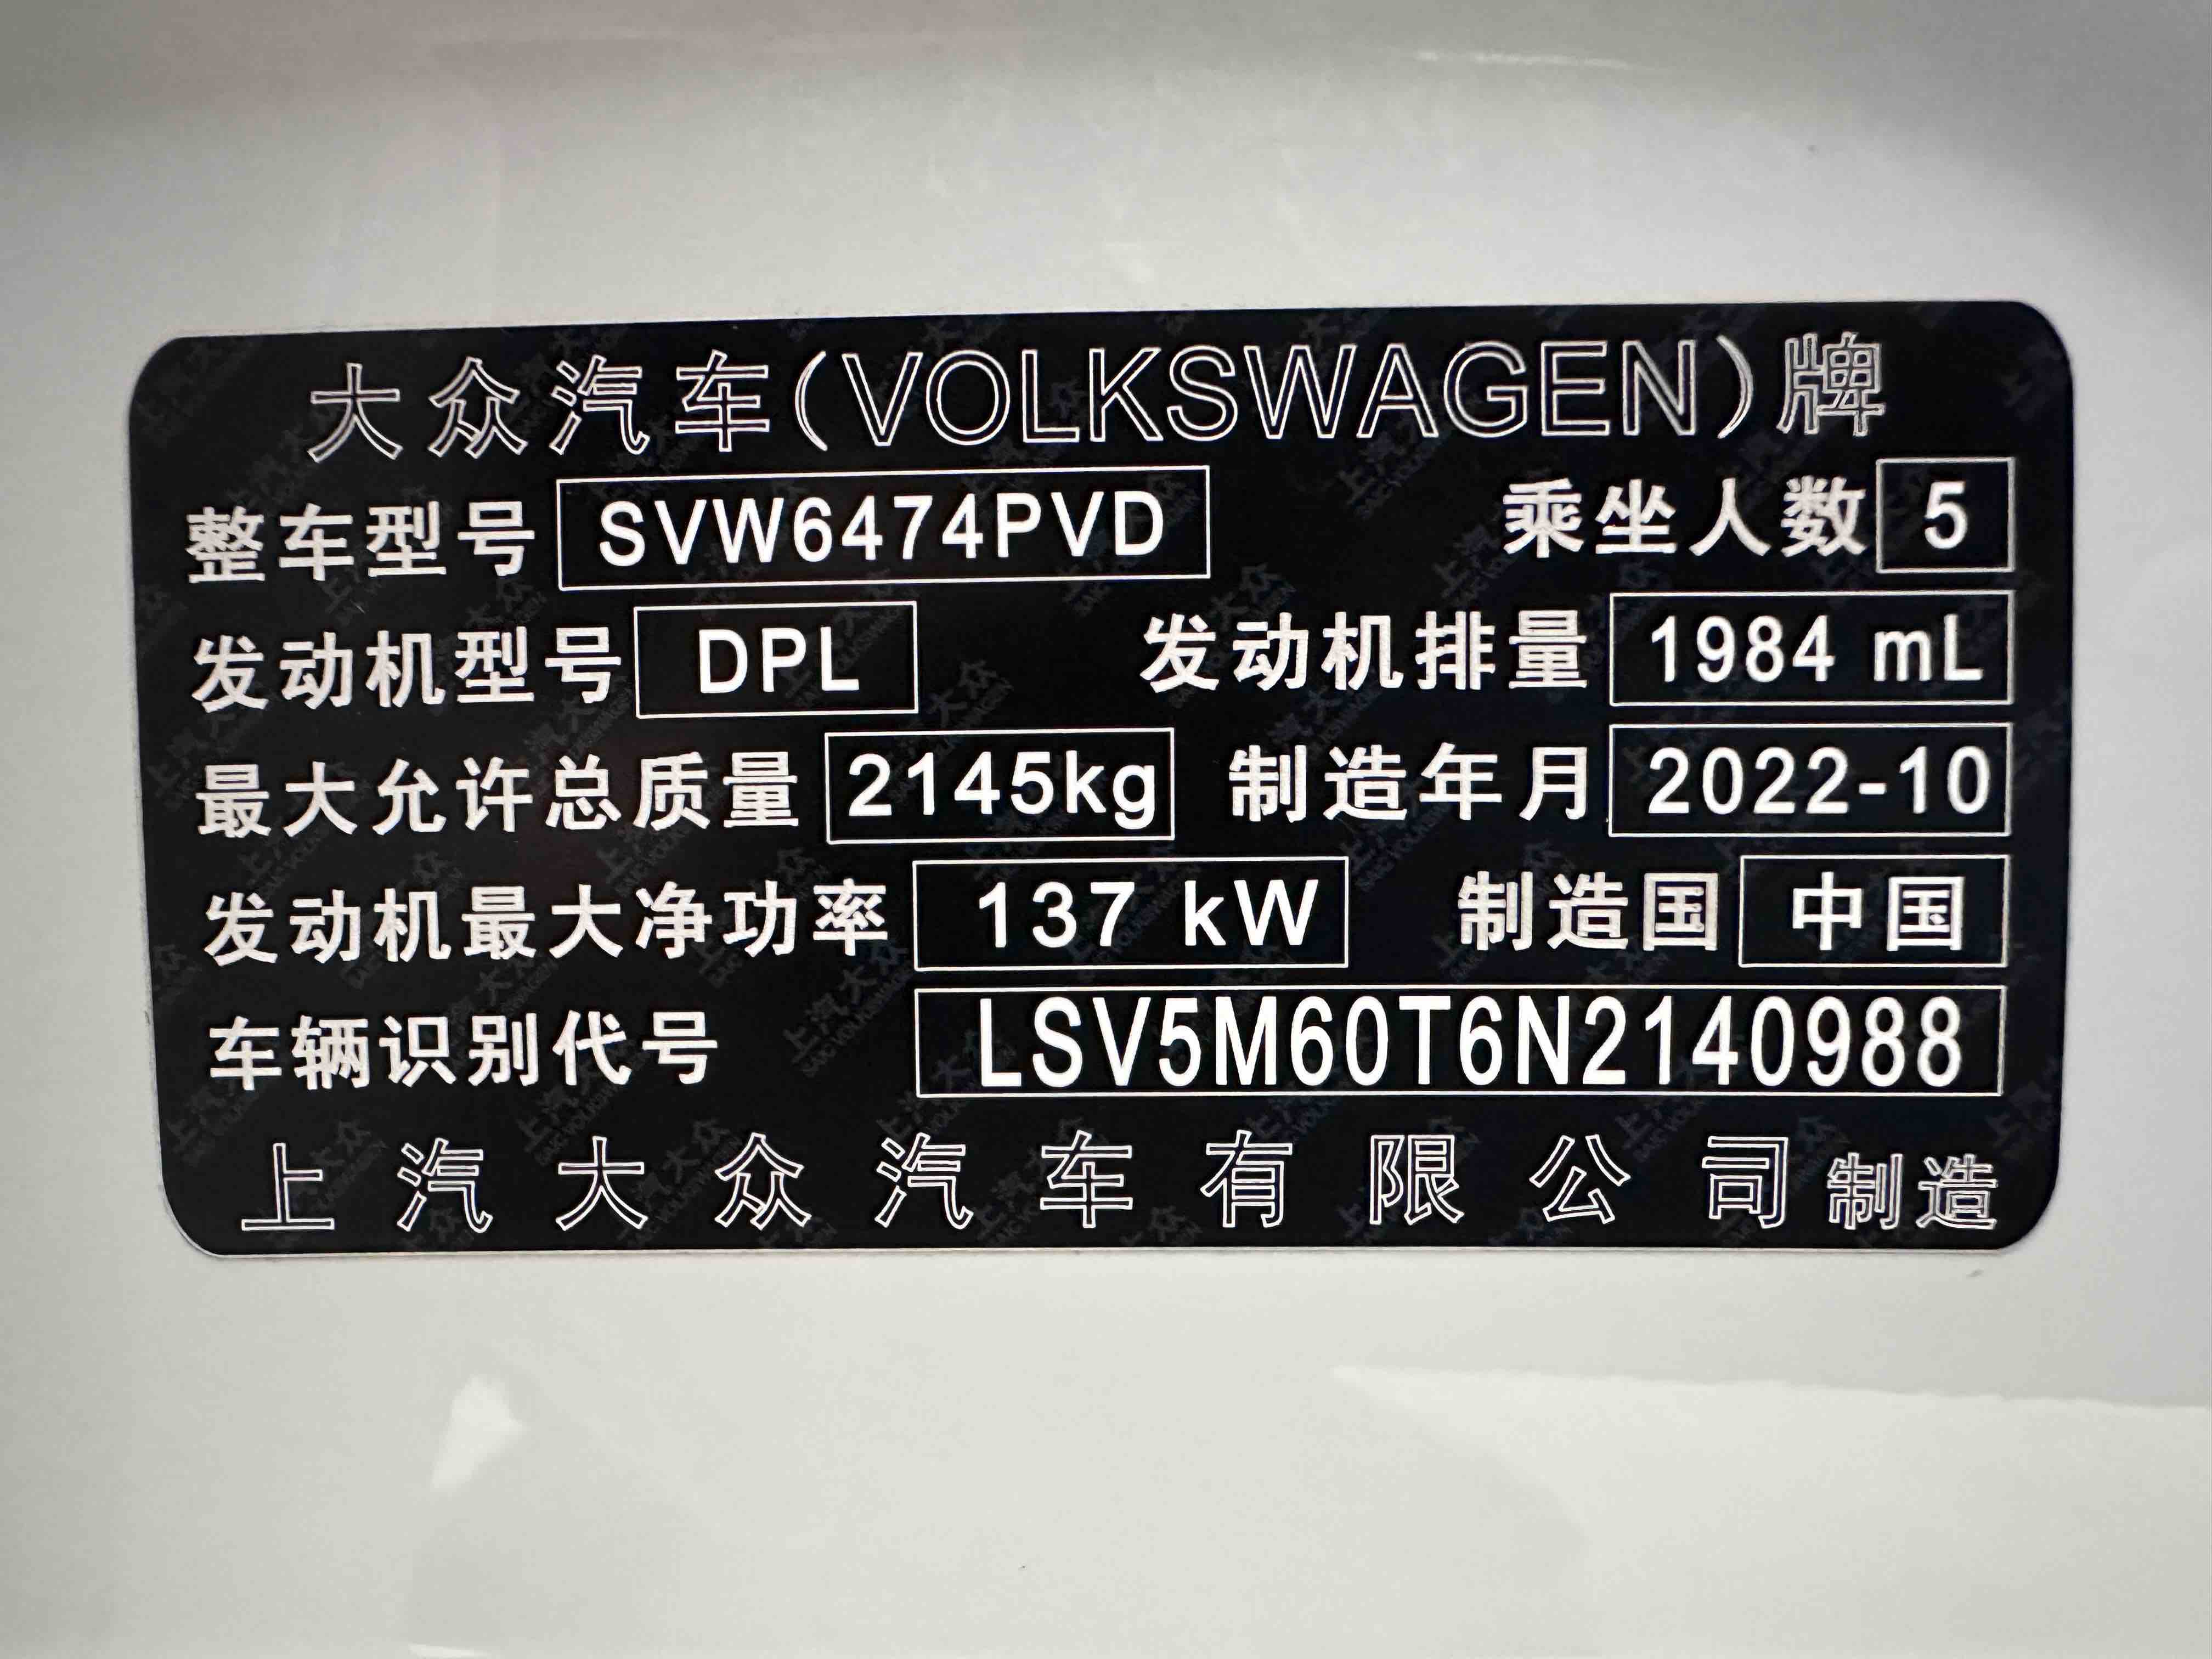 大众汽车(VOLKSWAGEN)牌
整车型号 SVW6474PVD 乘坐人数 5
发动机型号 DPL 发动机排量 1984 mL
最大允许总质量 2145kg 制造年月 2022-10
发动机最大净功率 137 kW 制造国 中国
车辆识别代号 LSV5M60T6N2140988
上汽大众汽车有限公司制造